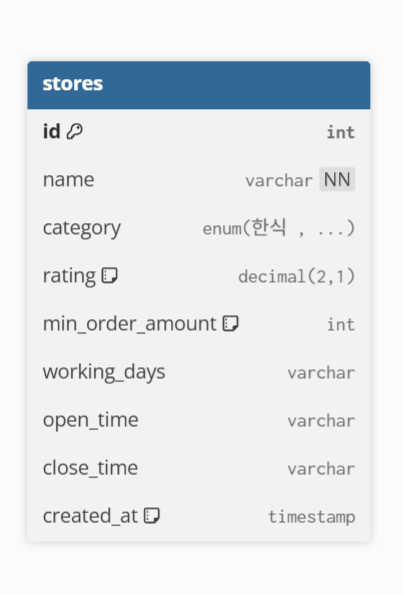 stores
id int
name varchar NN
category enum(한식 , ...)
rating decimal(2,1)
min_order_amount int
working_days varchar
open_time varchar
close_time varchar
created_at timestamp